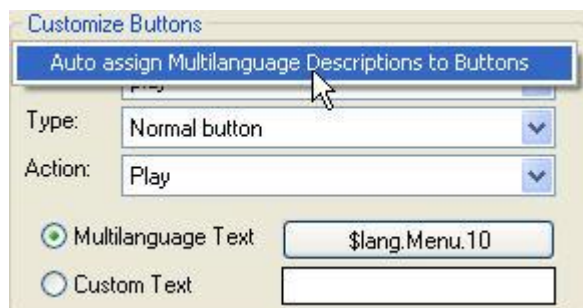 Customize Buttons
Auto assign Multilanguage Descriptions to Buttons
play
Type: Normal button
Action: Play
Multilanguage Text $lang.Menu.10
Custom Text